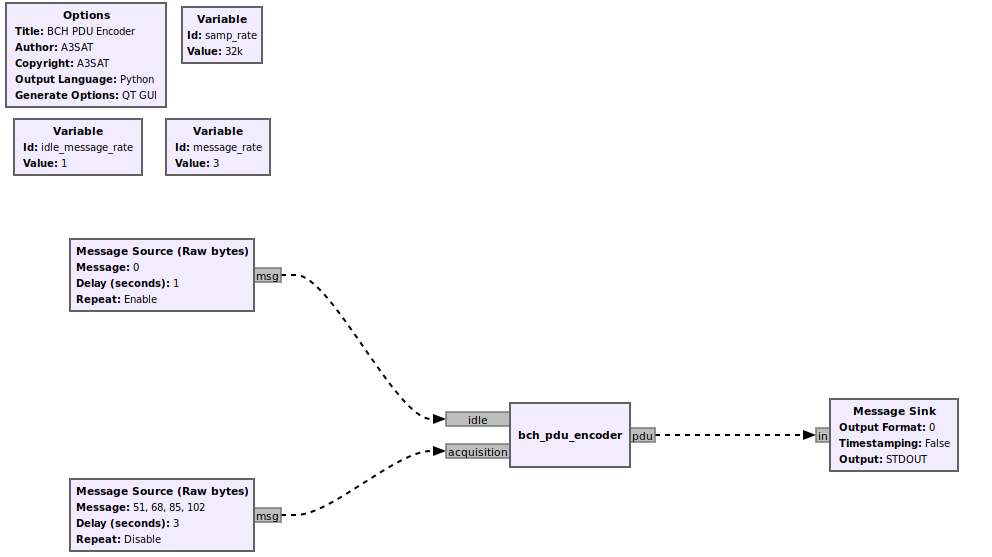 Options
Title: BCH PDU Encoder
Author: A3SAT
Copyright: A3SAT
Output Language: Python
Generate Options: QT GUI
Variable
Id: samp_rate
Value: 32k
Variable
Id: idle_message_rate
Value: 1
Variable
Id: message_rate
Value: 3
Message Source (Raw bytes)
Message: 0
Delay (seconds): 1
Repeat: Enable
msg
Message Source (Raw bytes)
Message: 51, 68, 85, 102
Delay (seconds): 3
Repeat: Disable
msg
idle
acquisition
bch_pdu_encoder
pdu
in
Message Sink
Output Format: 0
Timestamping: False
Output: STDOUT